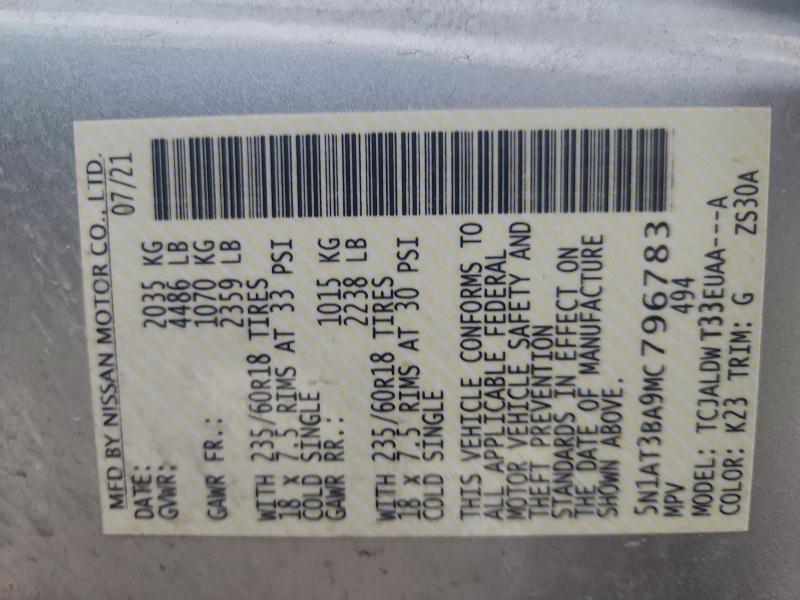 MFD BY NISSAN MOTOR CO., LTD.
DATE: 07/21
GVWR: 2035 KG
4486 LB
GAWR FR.: 1070 KG
2359 LB
WITH 235/60R18 TIRES
18 X 7.5 RIMS AT 33 PSI
COLD SINGLE
GAWR RR.: 1015 KG
2238 LB
WITH 235/60R18 TIRES
18 X 7.5 RIMS AT 30 PSI
COLD SINGLE
THIS VEHICLE CONFORMS TO
ALL APPLICABLE FEDERAL
MOTOR VEHICLE SAFETY AND
THEFT PREVENTION
STANDARDS IN EFFECT ON
THE DATE OF MANUFACTURE
SHOWN ABOVE.
5N1AT3BA9MC796783
MPV 494
MODEL: TCJALDWT33EUAA---A
COLOR: K23 TRIM: G ZS30A